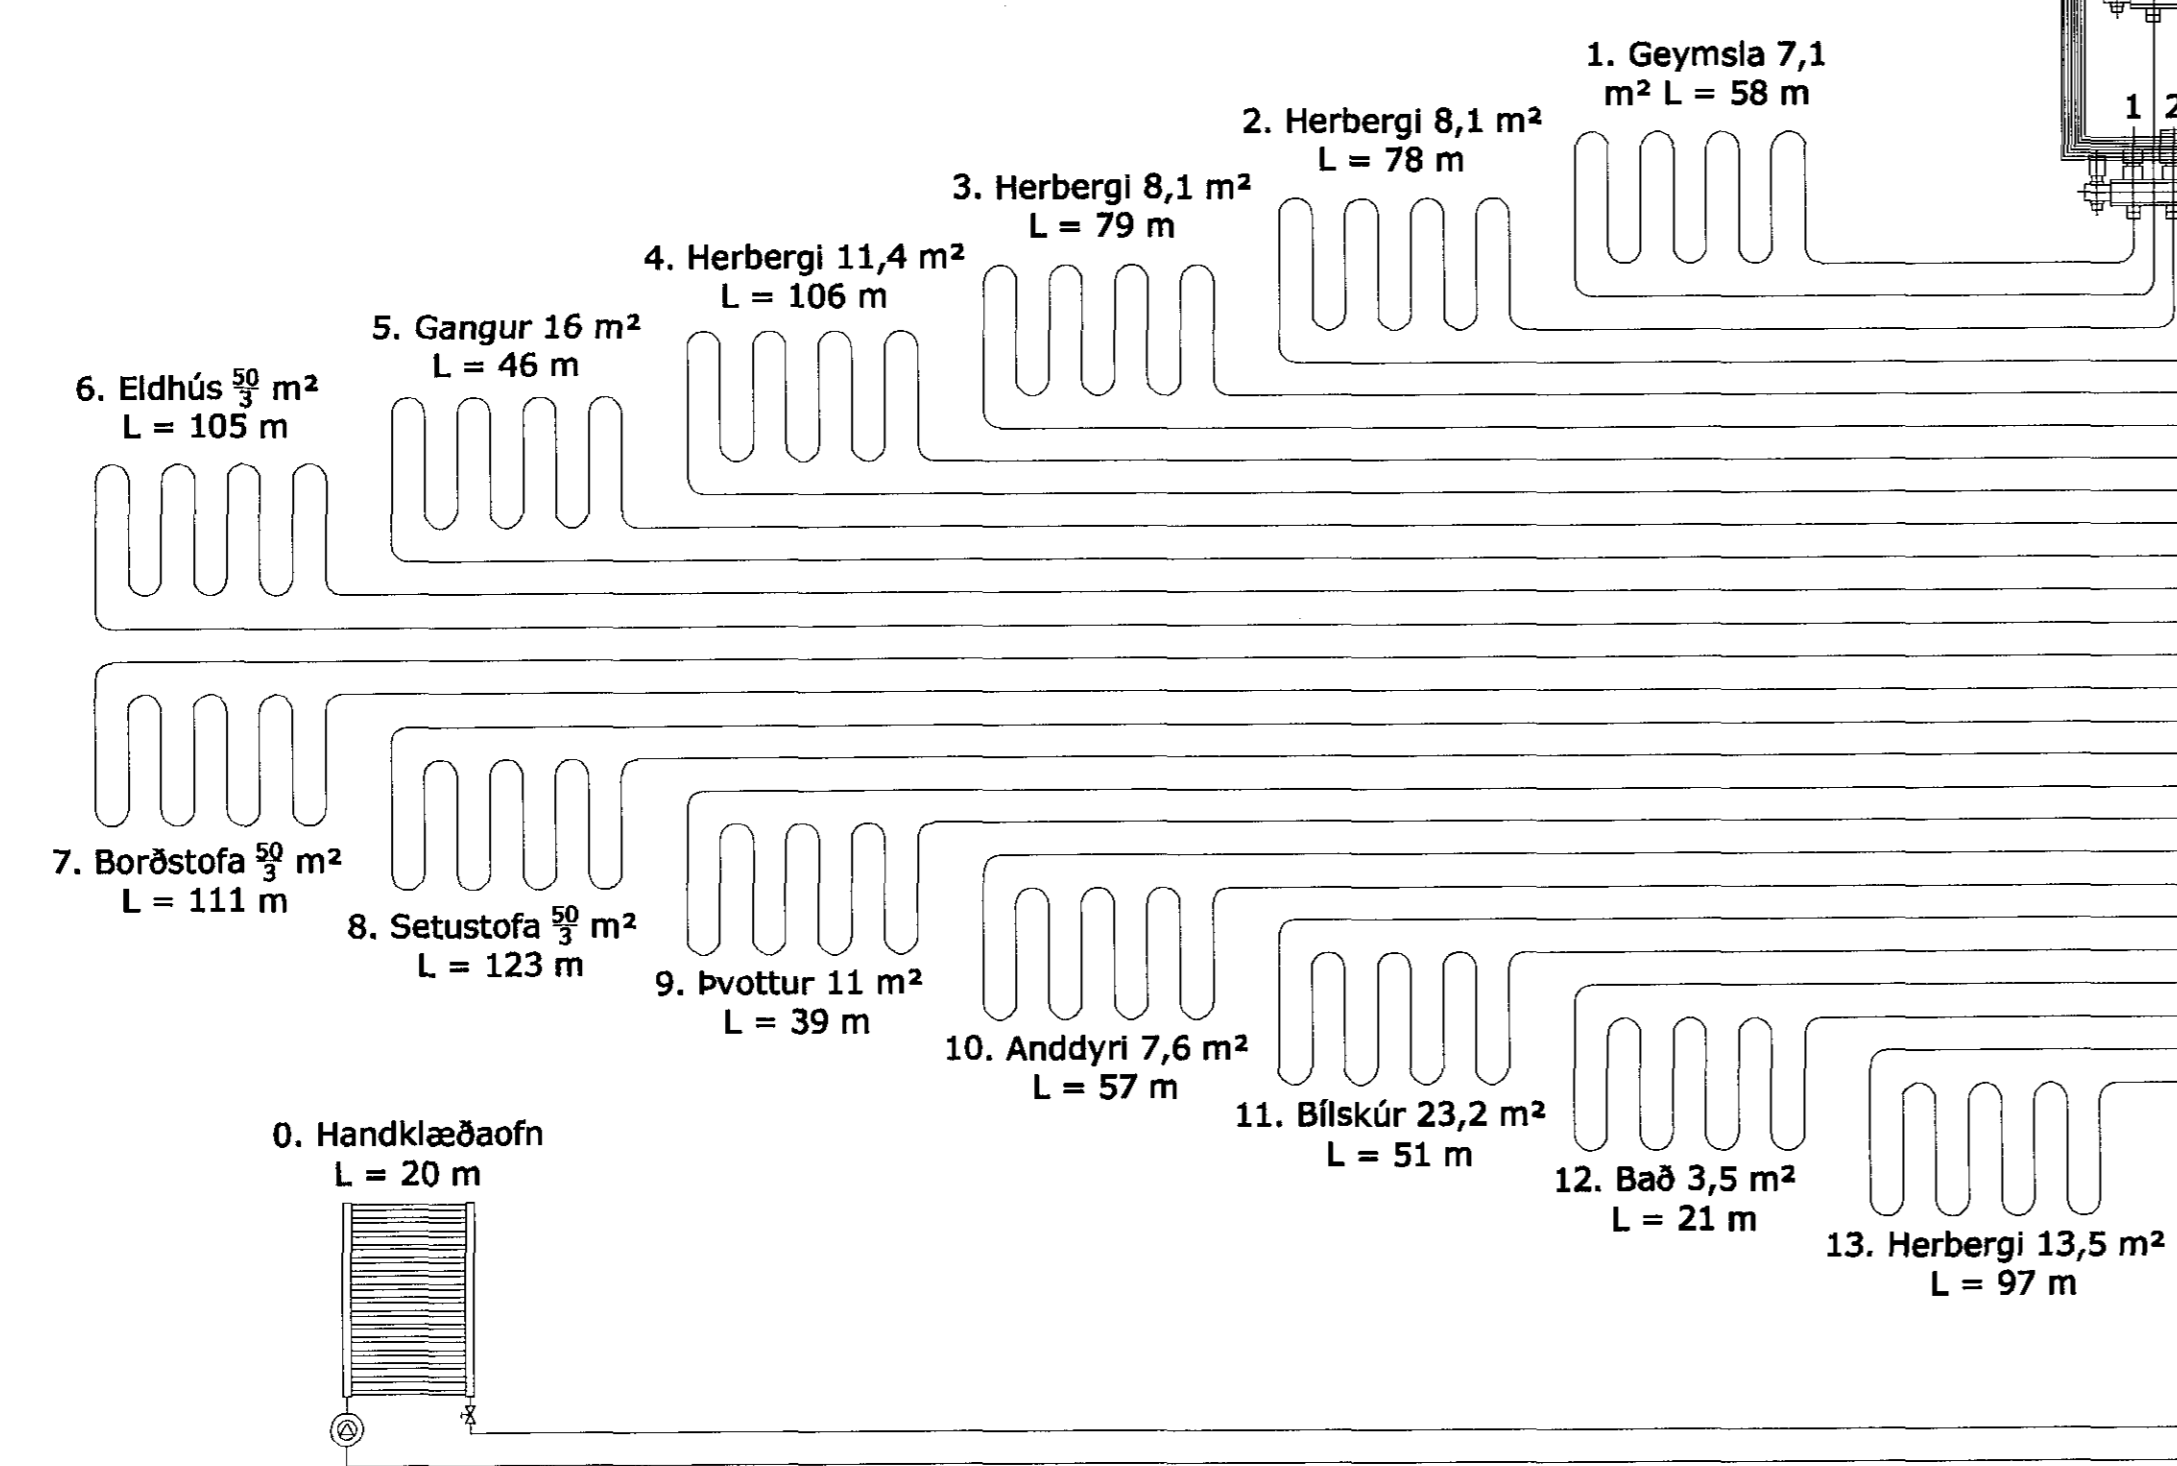 1. Geymsla 7,1
m² L = 58 m
1 2
2. Herbergi 8,1 m²
L = 78 m
3. Herbergi 8,1 m²
L = 79 m
4. Herbergi 11,4 m²
L = 106 m
5. Gangur 16 m²
L = 46 m
6. Eldhús 50/3 m²
L = 105 m
7. Borðstofa 50/3 m²
L = 111 m
8. Setustofa 50/3 m²
L = 123 m
9. Þvottur 11 m²
L = 39 m
10. Anddyri 7,6 m²
L = 57 m
11. Bílskúr 23,2 m²
L = 51 m
12. Bað 3,5 m²
L = 21 m
13. Herbergi 13,5 m²
L = 97 m
0. Handklæðaofn
L = 20 m